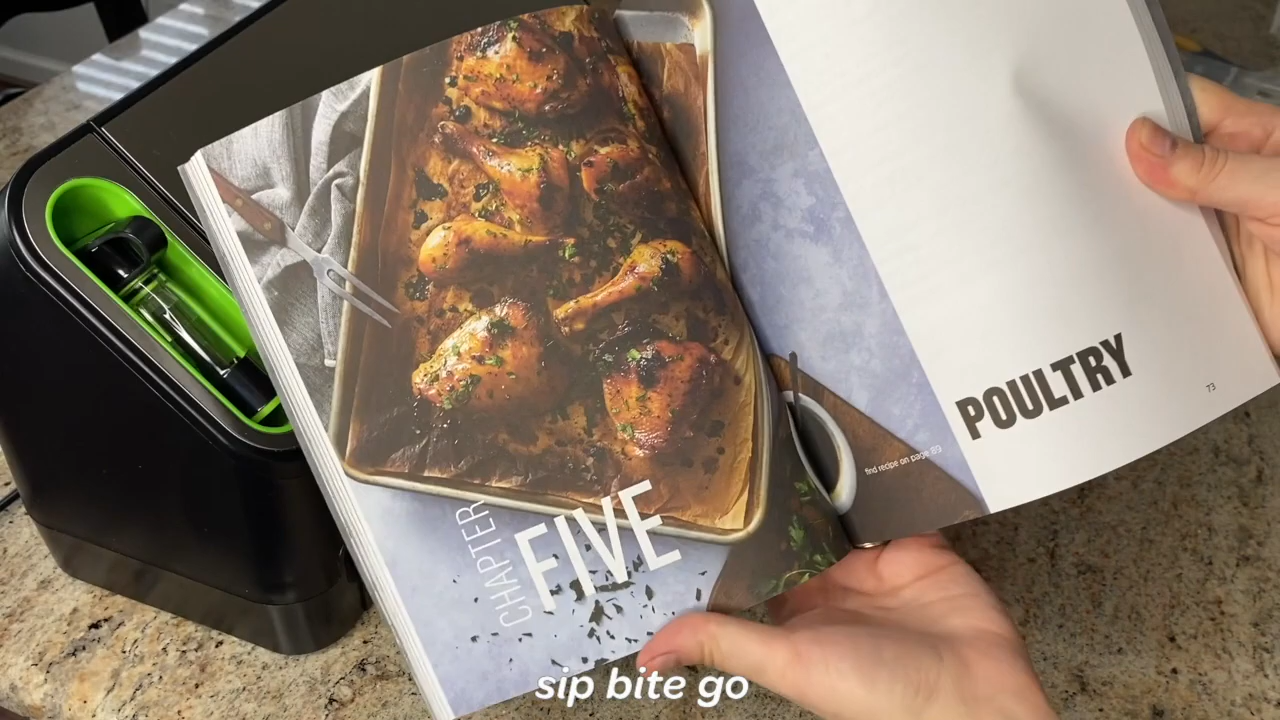 CHAPTER
FIVE
find recipe on page 89
POULTRY
73
sip bite go